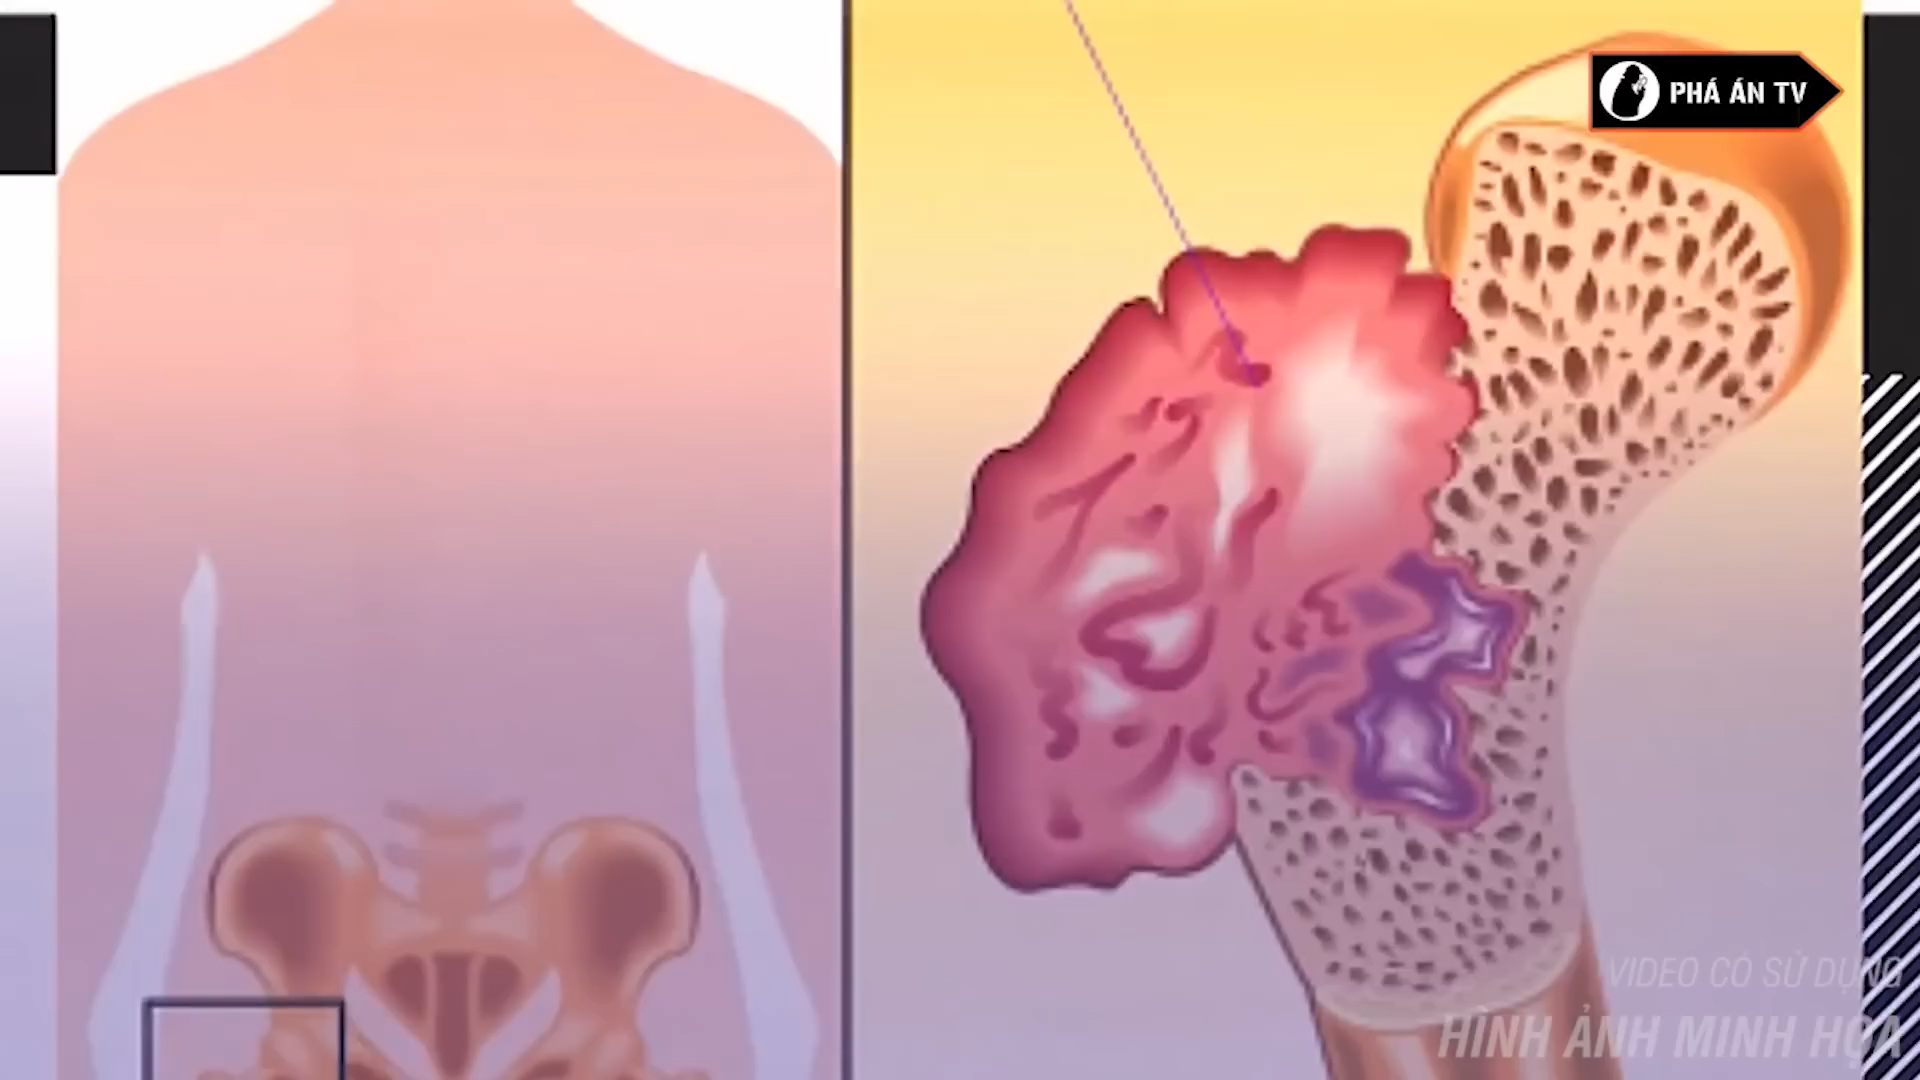 PHÁ ÁN TV
VIDEO CÓ SỬ DỤNG
HÌNH ẢNH MINH HỌA